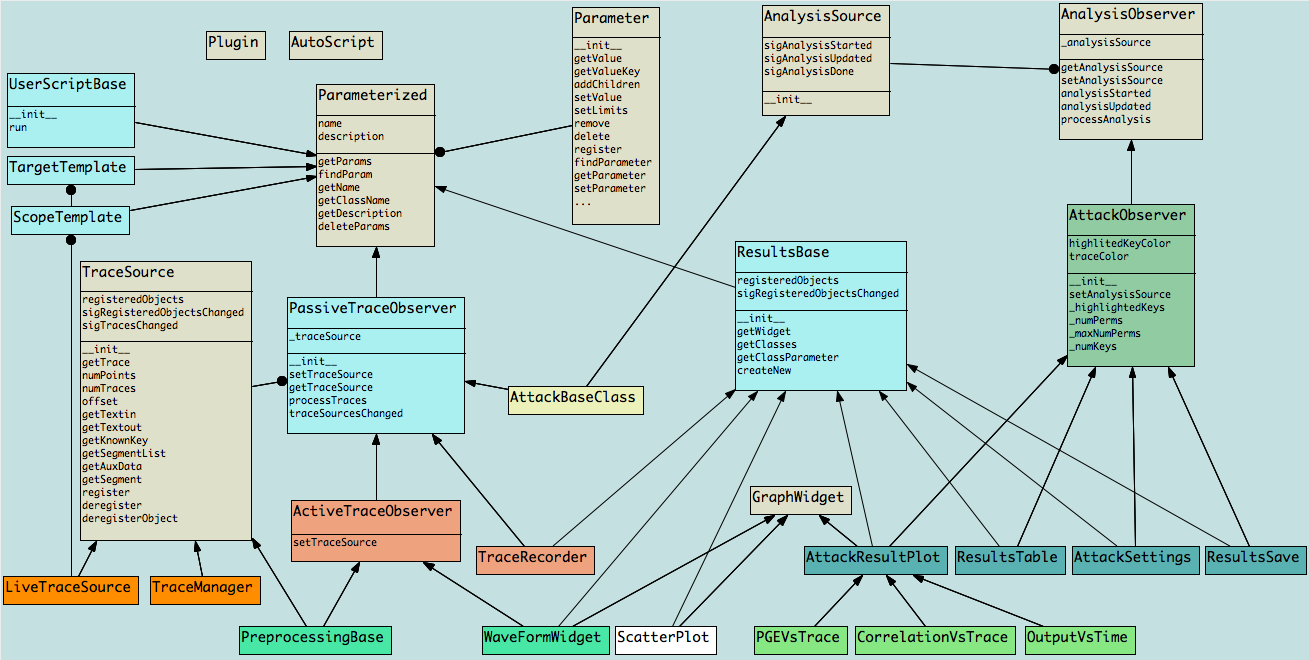 Plugin
AutoScript
UserScriptBase
__init__
run
TargetTemplate
ScopeTemplate
Parameterized
name
description
getParams
findParam
getName
getClassName
getDescription
deleteParams
Parameter
__init__
getValue
getValueKey
addChildren
setValue
setLimits
remove
delete
register
findParameter
getParameter
setParameter
...
AnalysisSource
sigAnalysisStarted
sigAnalysisUpdated
sigAnalysisDone
__init__
AnalysisObserver
_analysisSource
getAnalysisSource
setAnalysisSource
analysisStarted
analysisUpdated
processAnalysis
AttackObserver
highlitedKeyColor
traceColor
__init__
setAnalysisSource
_highlightedKeys
_numPerms
_maxNumPerms
_numKeys
TraceSource
registeredObjects
sigRegisteredObjectsChanged
sigTracesChanged
__init__
getTrace
numPoints
numTraces
offset
getTextin
getTextout
getKnownKey
getSegmentList
getAuxData
getSegment
register
deregister
deregisterObject
PassiveTraceObserver
_traceSource
__init__
setTraceSource
getTraceSource
processTraces
traceSourcesChanged
AttackBaseClass
ResultsBase
registeredObjects
sigRegisteredObjectsChanged
__init__
getWidget
getClasses
getClassParameter
createNew
ActiveTraceObserver
setTraceSource
TraceRecorder
GraphWidget
AttackResultPlot
ResultsTable
AttackSettings
ResultsSave
LiveTraceSource
TraceManager
PreprocessingBase
WaveFormWidget
ScatterPlot
PGEVsTrace
CorrelationVsTrace
OutputVsTime